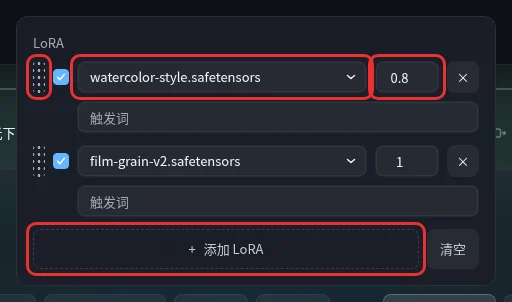 LoRA
watercolor-style.safetensors 0.8 ×
触发词
film-grain-v2.safetensors 1 ×
触发词
+ 添加 LoRA 清空
下